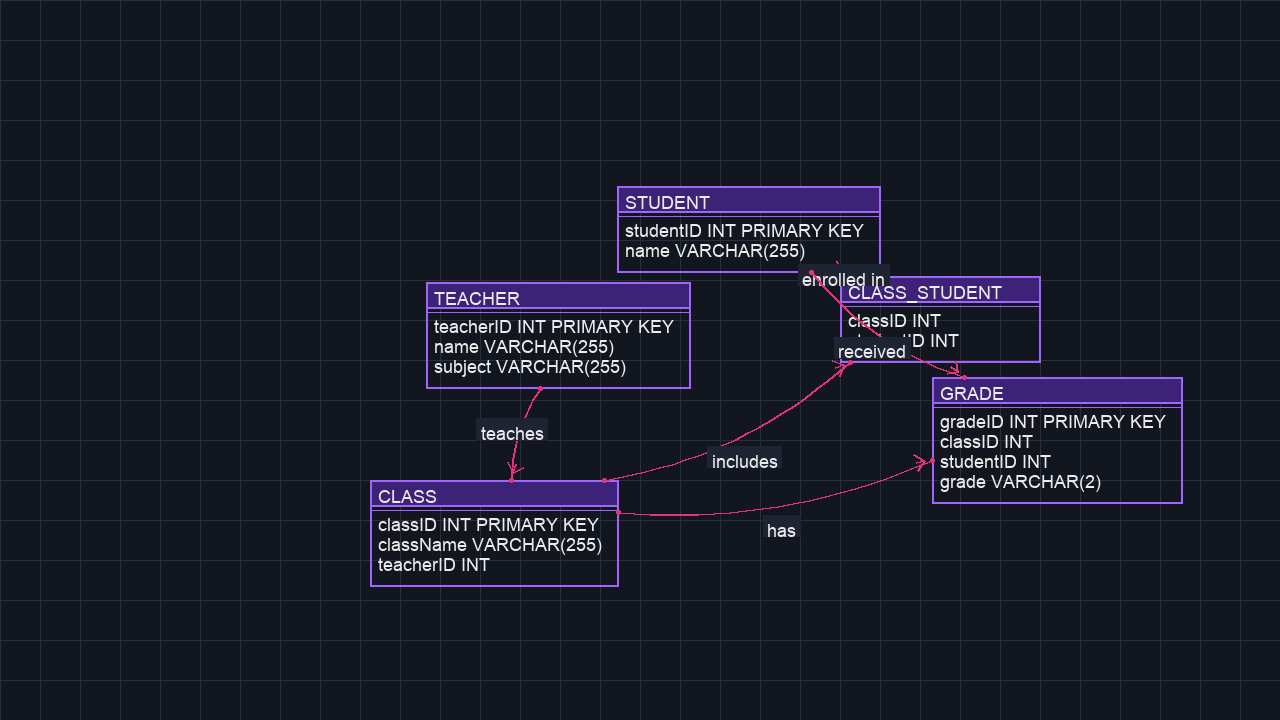 STUDENT
studentID INT PRIMARY KEY
name VARCHAR(255)
enrolled in
CLASS_STUDENT
classID INT
INT
received
TEACHER
teacherID INT PRIMARY KEY
name VARCHAR(255)
subject VARCHAR(255)
teaches
includes
has
GRADE
gradeID INT PRIMARY KEY
classID INT
studentID INT
grade VARCHAR(2)
CLASS
classID INT PRIMARY KEY
className VARCHAR(255)
teacherID INT